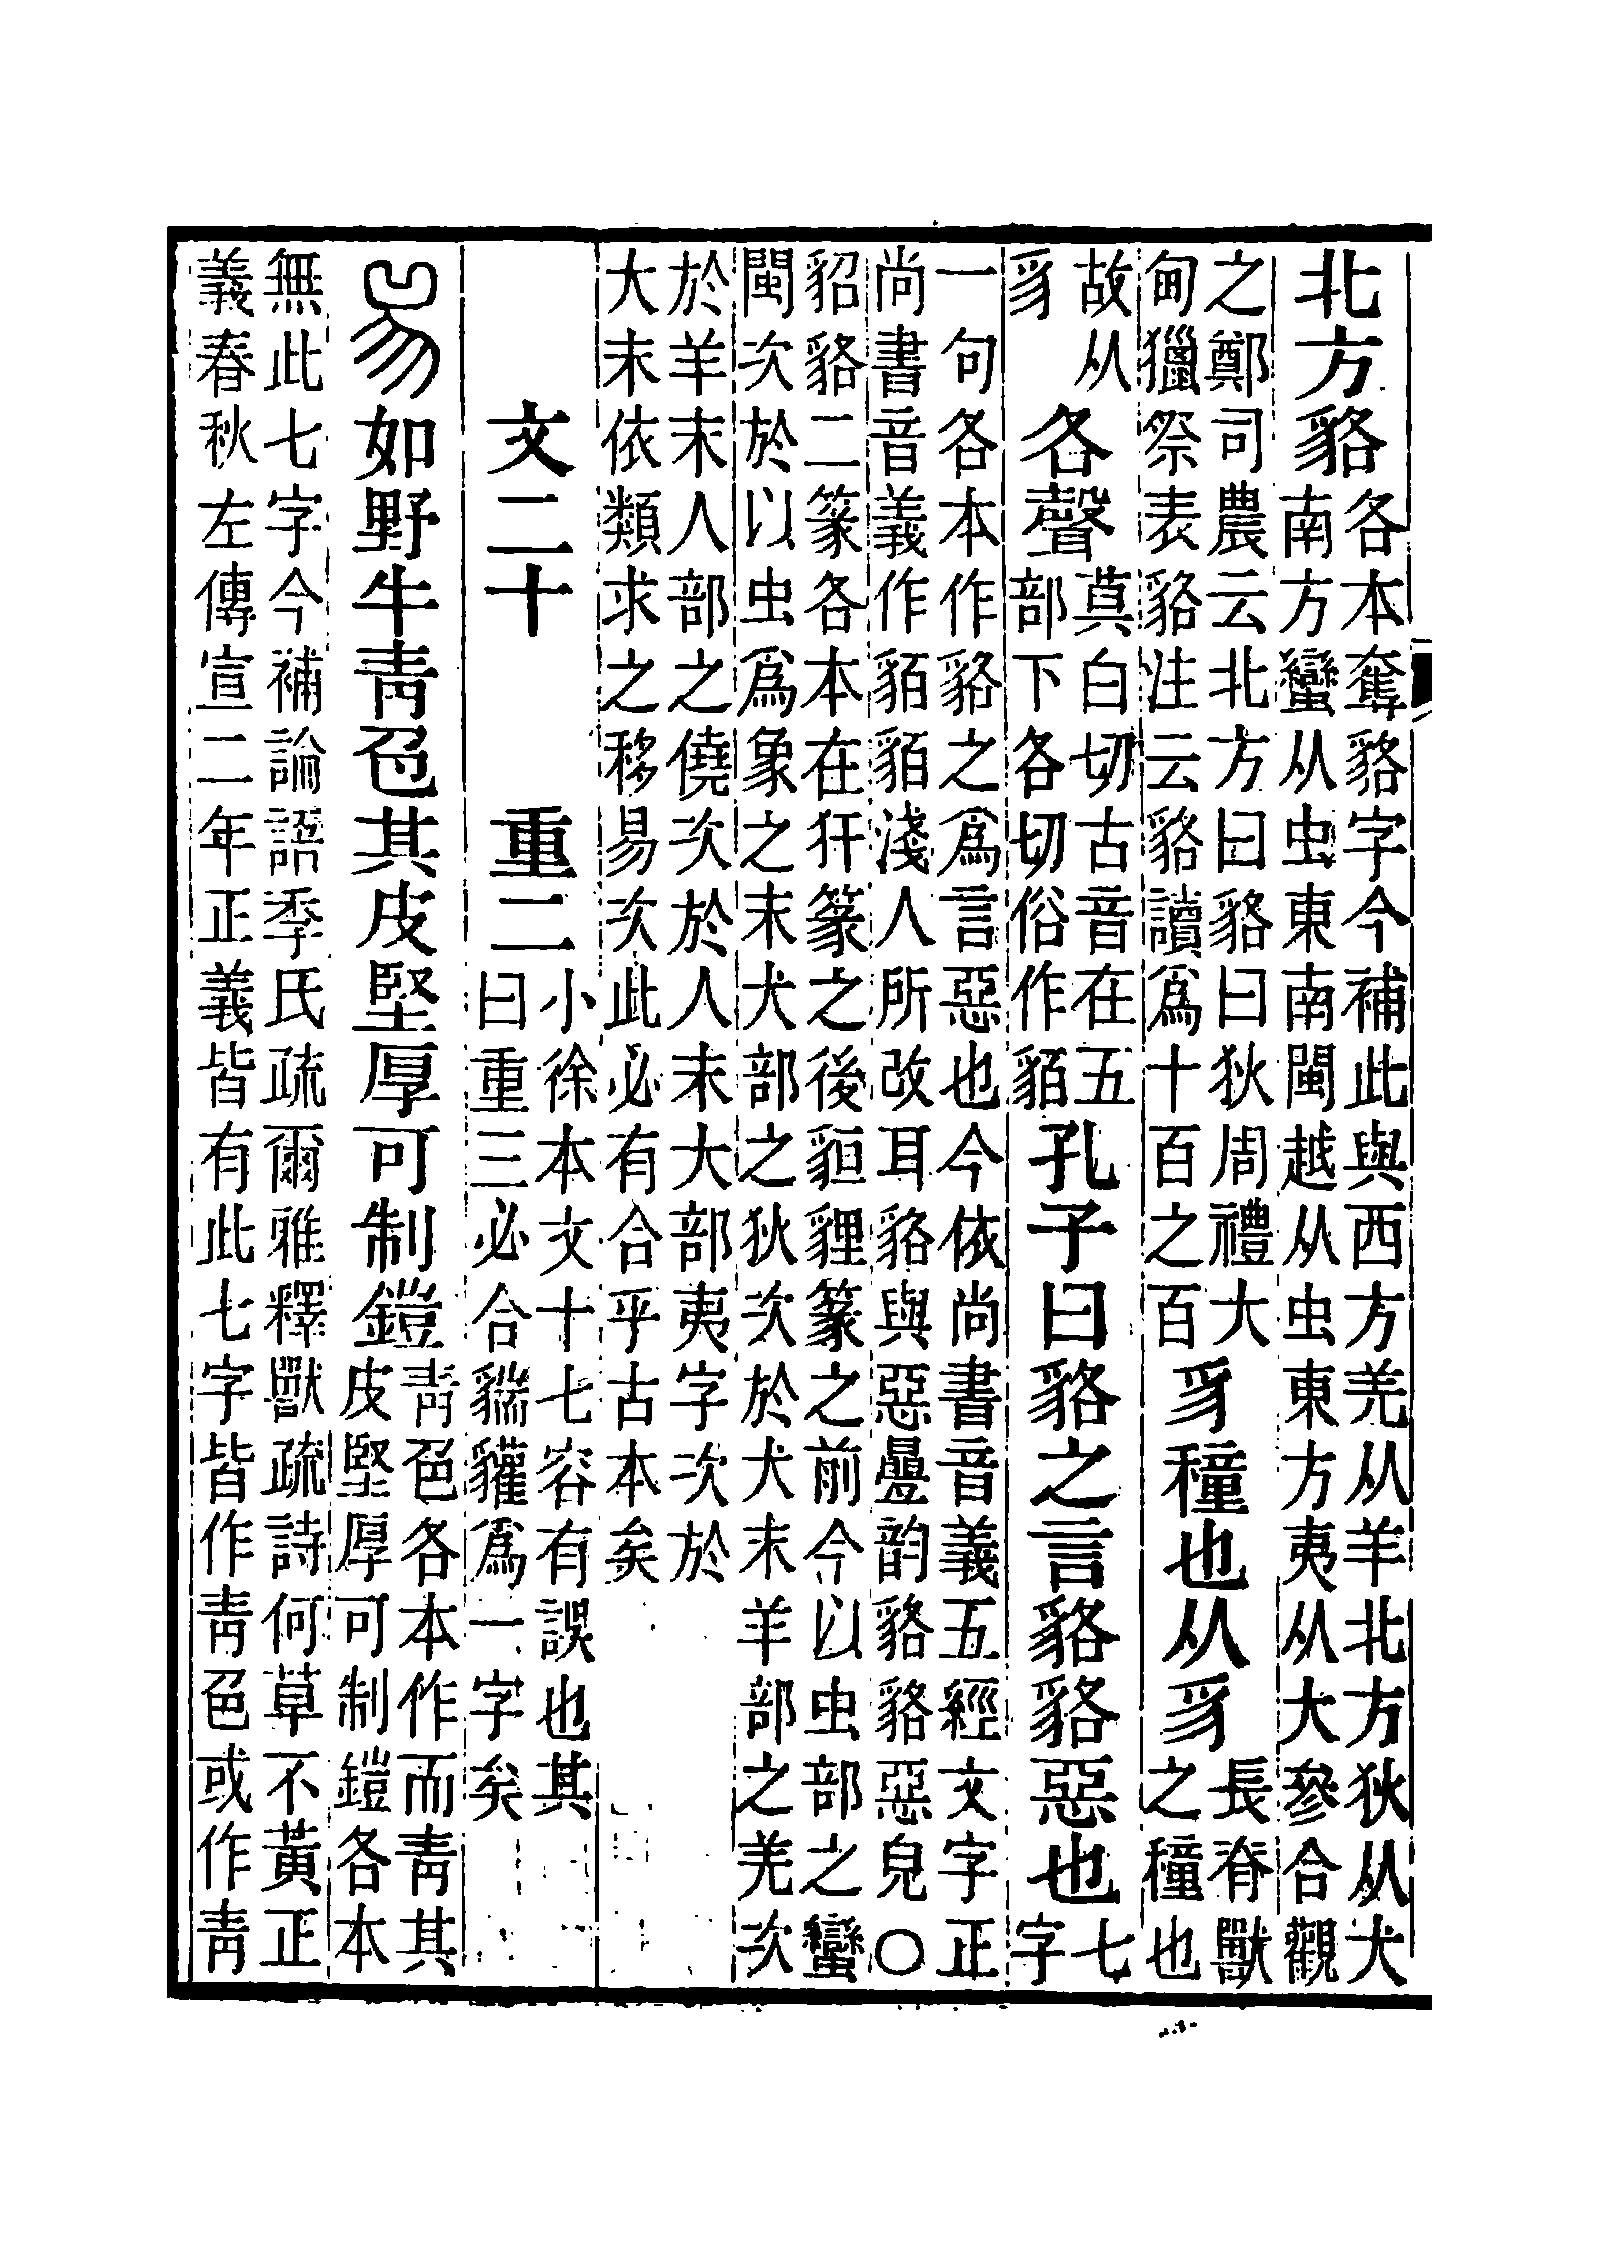 北方貉
各本奪貉字今補此與西方羌从羊北方狄从犬
南方蠻从虫東南閩越从虫東方夷从大參合觀
之鄭司農云北方曰貉曰狄周禮大
甸獵祭表貉注云貉讀爲十百之百
豸穜也从豸
長脊獸
之穜也
故从
豸
各聲
莫白切古音在五
部下各切俗作貊
孔子曰貉之言貉貉惡也
七
字
一句各本作貉之爲言惡也今依尚書音義五經文字正
尚書音義作貊貊淺人所改耳貉與惡曡韵貉貉惡皃〇
貂貉二篆各本在犴篆之後貆貍篆之前今以虫部之蠻
閩次於以虫爲象之末犬部之狄次於犬末羊部之羌次
於羊末人部之僥次於人末大部夷字次於
大末依類求之移易次此必有合乎古本矣
文二十 重二
小徐本文十七容有誤也其
曰重三必合貒貛爲一字矣
𤉡如野牛青色其皮堅厚可制鎧
青色各本作而青其
皮堅厚可制鎧各本
無此七字今補論語季氏疏爾雅釋獸疏詩何草不黃正
義春秋左傳宣二年正義皆有此七字皆作青色或作青